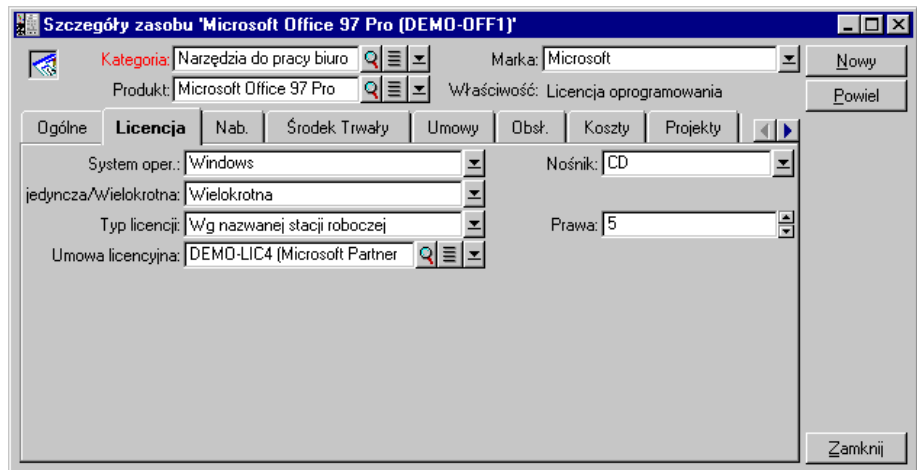 Szczegóły zasobu 'Microsoft Office 97 Pro (DEMO-OFF1)'
Kategoria: Narzędzia do pracy biuro Marka: Microsoft Nowy
Produkt: Microsoft Office 97 Pro Właściwość: Licencja oprogramowania Powiel
Ogólne Licencja Nab. Środek Trwały Umowy Obsł. Koszty Projekty
System oper.: Windows Nośnik: CD
jedyncza/Wielokrotna: Wielokrotna
Typ licencji: Wg nazwanej stacji roboczej Prawa: 5
Umowa licencyjna: DEMO-LIC4 (Microsoft Partner
Zamknij